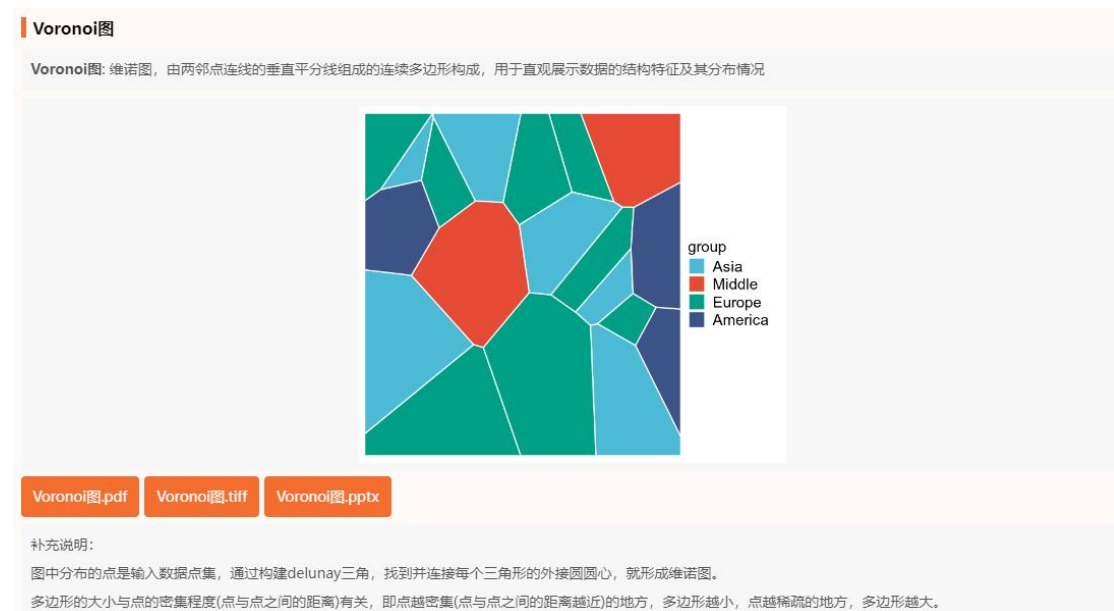 Voronoi图
Voronoi图: 维诺图，由两邻点连线的垂直平分线组成的连续多边形构成，用于直观展示数据的结构特征及其分布情况
group
Asia
Middle
Europe
America
Voronoi图.pdf Voronoi图.tiff Voronoi图.pptx
补充说明：
图中分布的点是输入数据点集，通过构建delunay三角，找到并连接每个三角形的外接圆圆心，就形成维诺图。
多边形的大小与点的密集程度(点与点之间的距离)有关，即点越密集(点与点之间的距离越近)的地方，多边形越小，点越稀疏的地方，多边形越大。